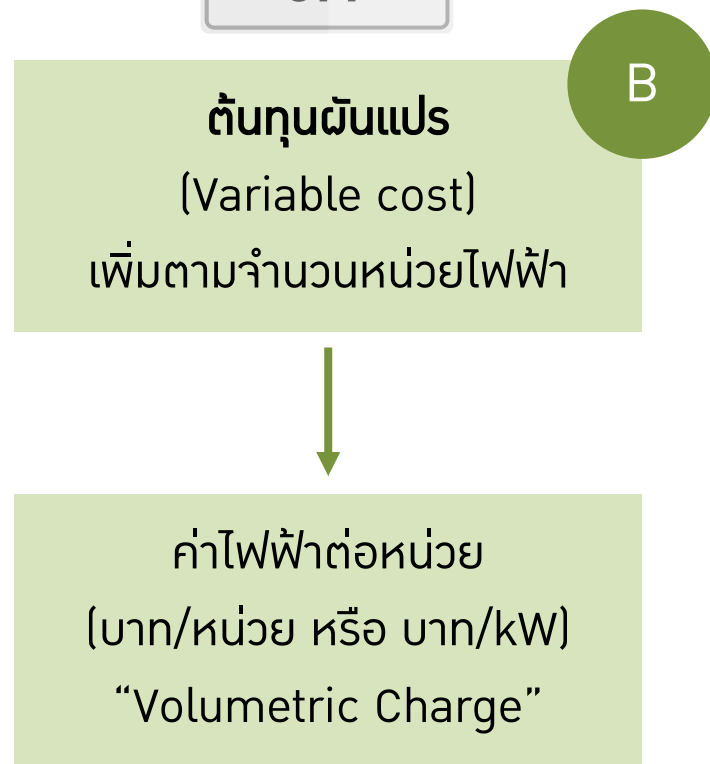 B
ต้นทุนผันแปร
(Variable cost)
เพิ่มตามจำนวนหน่วยไฟฟ้า
ค่าไฟฟ้าต่อหน่วย
(บาท/หน่วย หรือ บาท/kW)
“Volumetric Charge”